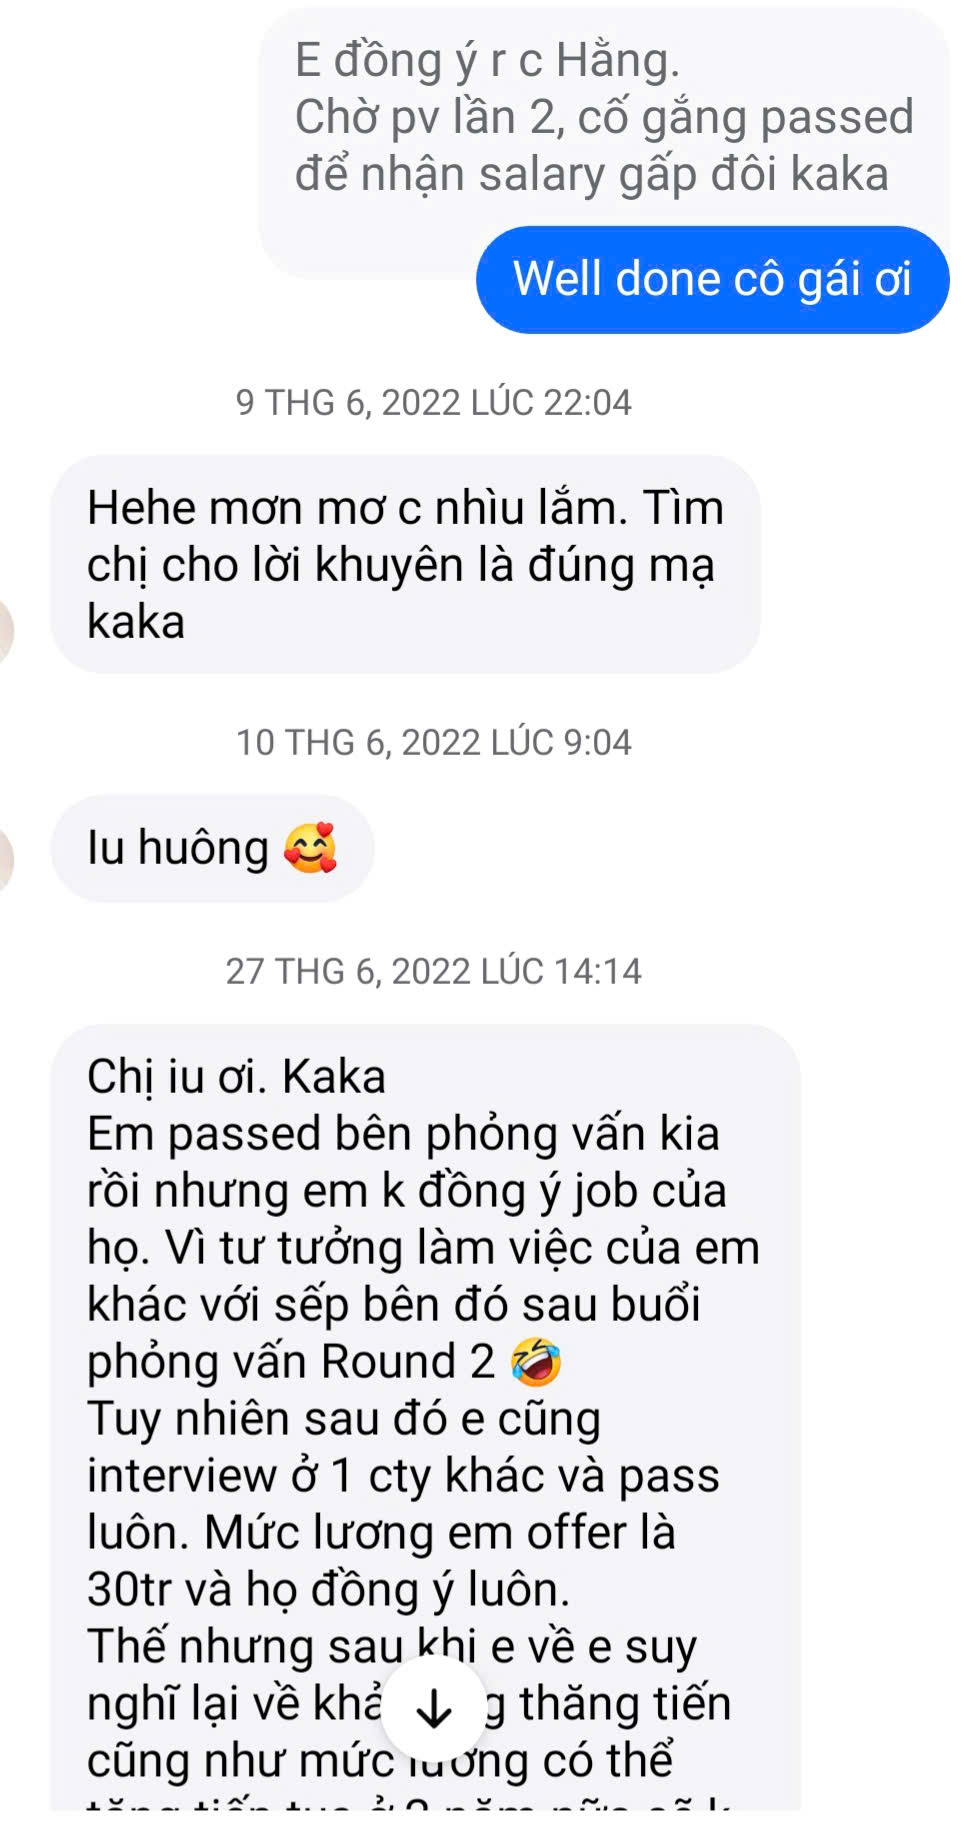 E đồng ý r c Hằng.
Chờ pv lần 2, cố gắng passed
để nhận salary gấp đôi kaka
Well done cô gái ơi
9 THG 6, 2022 LÚC 22:04
Hehe mơn mơ c nhìu lắm. Tìm
chị cho lời khuyên là đúng mạ
kaka
10 THG 6, 2022 LÚC 9:04
lu huông 🥰
27 THG 6, 2022 LÚC 14:14
Chị iu ơi. Kaka
Em passed bên phỏng vấn kia
rồi nhưng em k đồng ý job của
họ. Vì tư tưởng làm việc của em
khác với sếp bên đó sau buổi
phỏng vấn Round 2 🤣
Tuy nhiên sau đó e cũng
interview ở 1 cty khác và pass
luôn. Mức lương em offer là
30tr và họ đồng ý luôn.
Thế nhưng sau khi e về e suy
nghĩ lại về thăng tiến
cũng như mức lương có thể